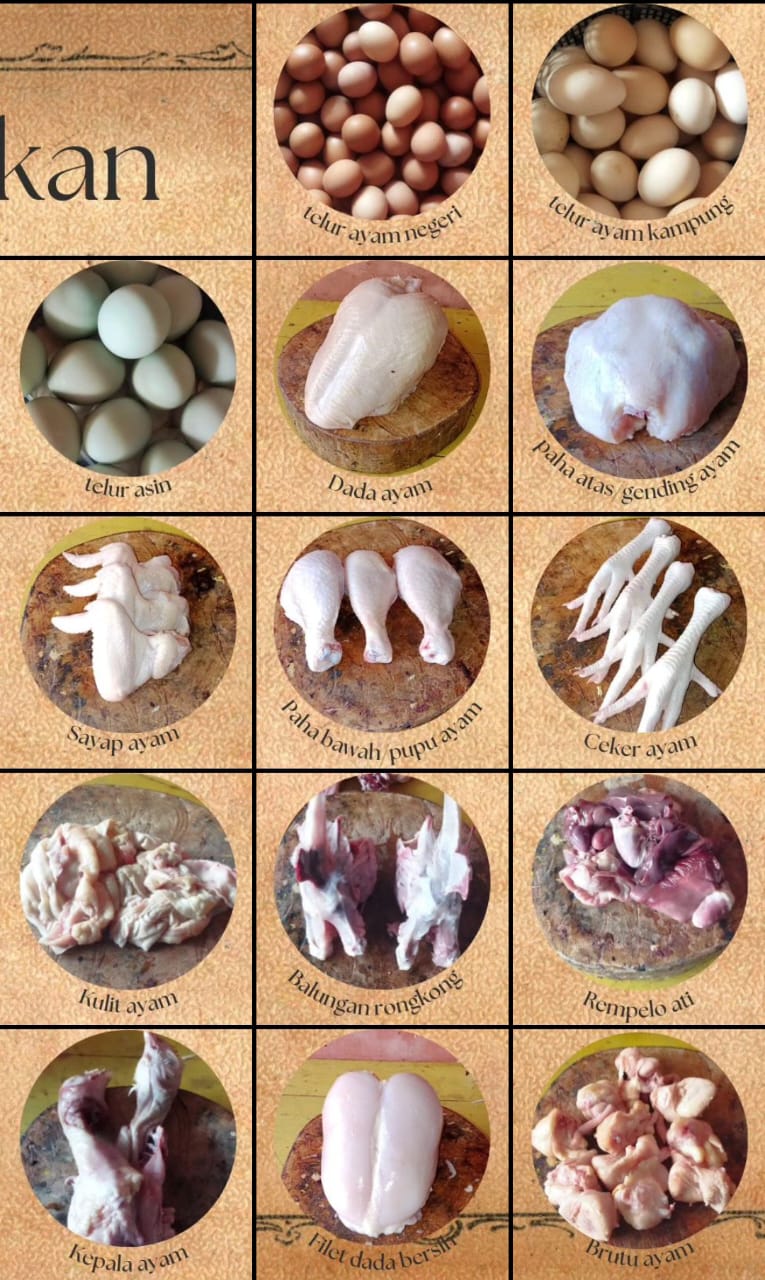 kan
telur ayam negeri
telur ayam kampung
telur asin
Dada ayam
paha atas/gending ayam
Sayap ayam
paha bawah/pupu ayam
Ceker ayam
Kulit ayam
Balungan rongkong
Rempelo ati
Kepala ayam
Filet dada bersih
Brutu ayam